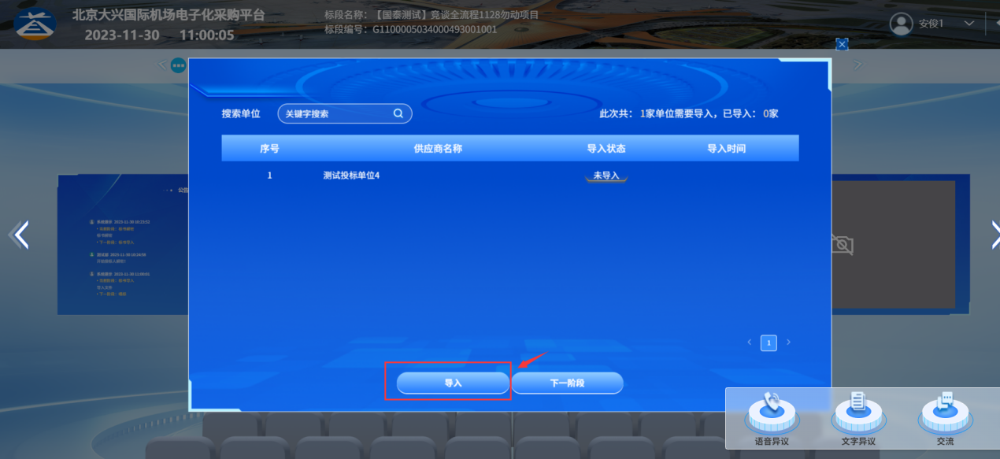 北京大兴国际机场电子化采购平台
2023-11-30 11:00:05
标段名称：【国泰测试】竞谈全流程1128勿动项目
标段编号：G1100005034000493001001
安俊1
搜索单位 关键字搜索
此次共： 1家单位需要导入，已导入： 0家
序号 供应商名称 导入状态 导入时间
1 测试投标单位4 未导入
公告
1
导入 下一阶段
语音异议 文字异议 交流